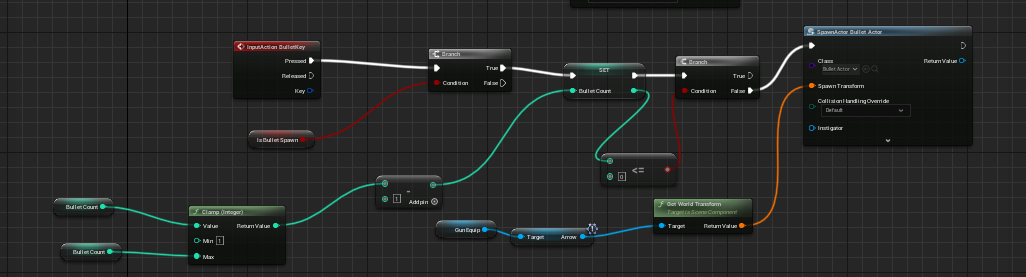 SpawnActor Bullet Actor
InputAction BulletKey
Pressed
Released
Key
Branch
True
Condition
False
SET
Bullet Count
Branch
True
Condition
False
Class
Bullet Actor
Return Value
Spawn Transform
Collision Handling Override
Default
Instigator
Is Bullet Spawn
<=
0
-
1
Add pin
Bullet Count
Clamp (Integer)
Value
Return Value
Min
1
Max
Bullet Count
Gun Equip
Target
Arrow
Get World Transform
Target is Scene Component
Target
Return Value